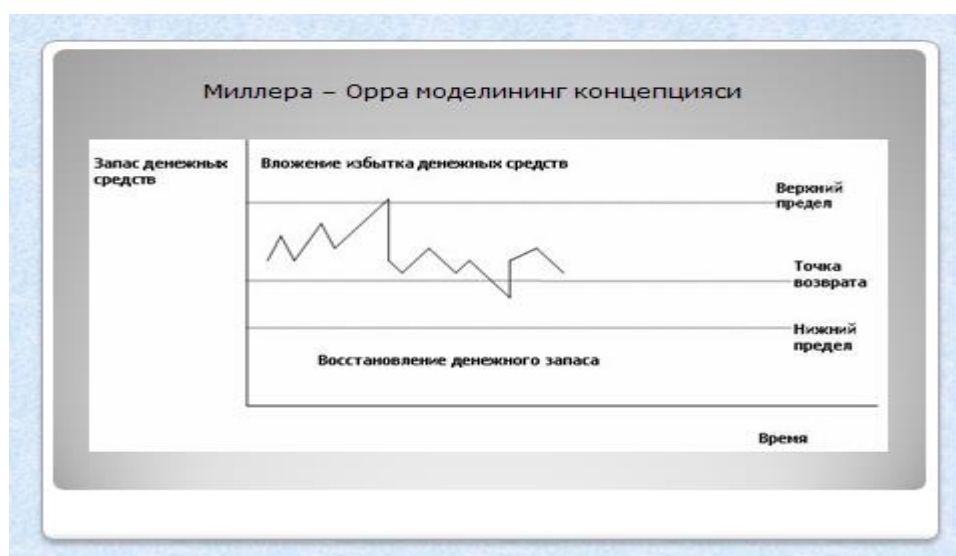 Миллера – Орра моделининг концепцияси
Запас денежных
средств
Вложение избытка денежных средств
Верхний
предел
Точка
возврата
Нижний
предел
Восстановление денежного запаса
Время